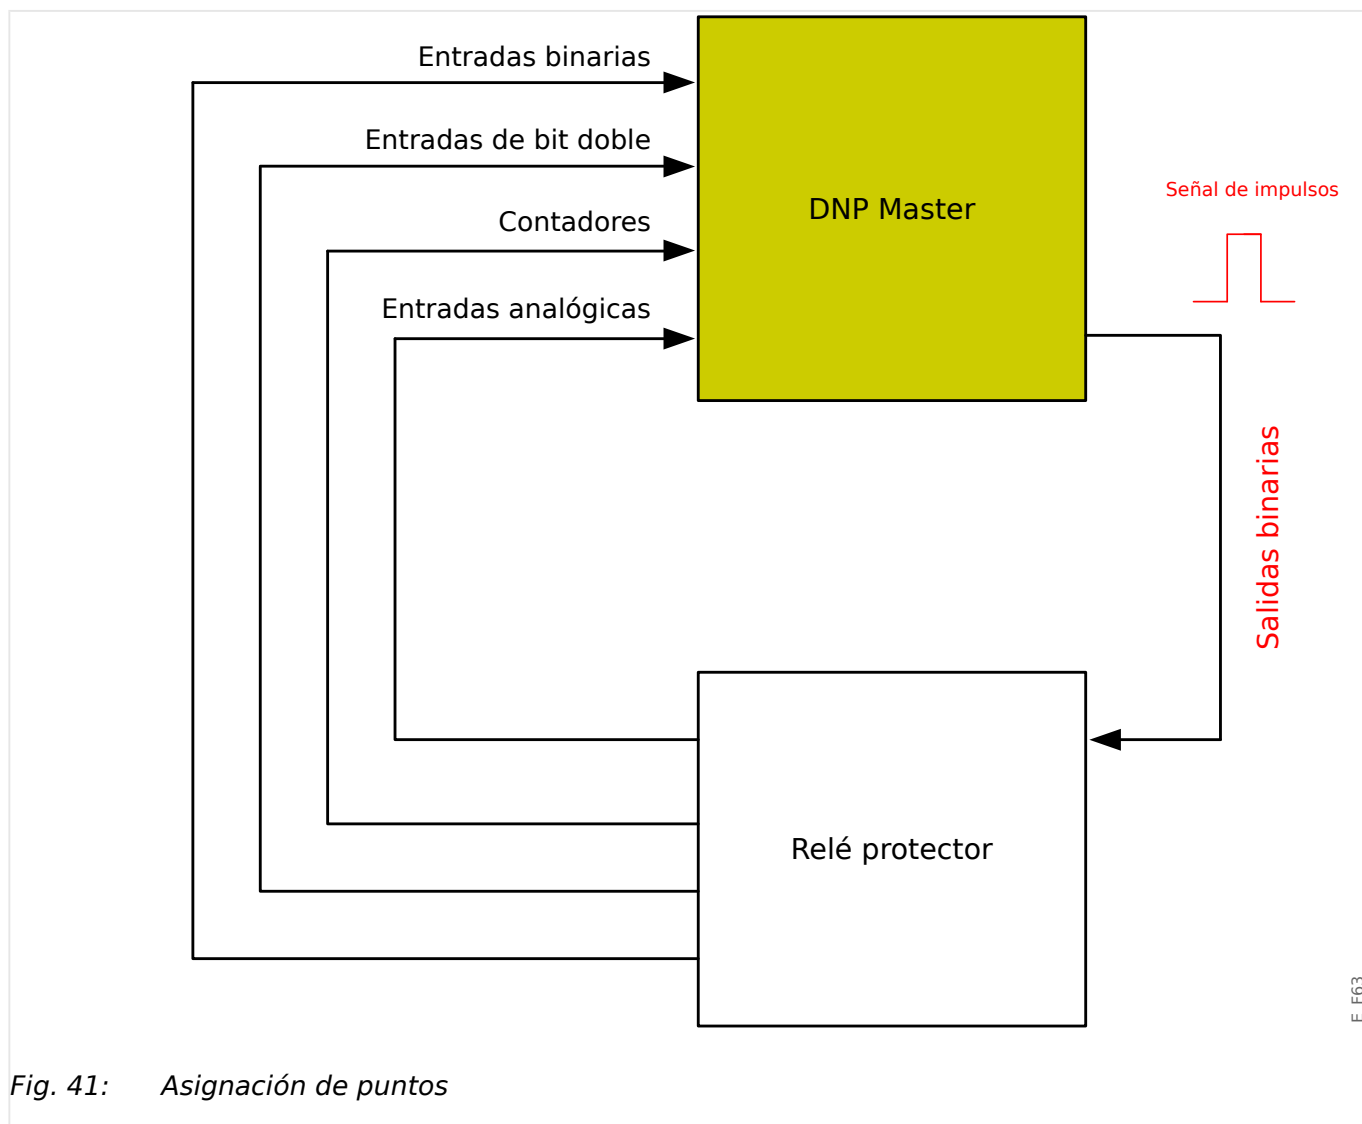 Entradas binarias
Entradas de bit doble
Contadores
Entradas analógicas
DNP Master
Señal de impulsos
Salidas binarias
Relé protector
Fig. 41: Asignación de puntos